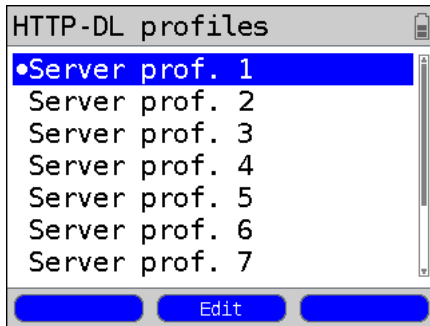 HTTP-DL profiles
●Server prof. 1
Server prof. 2
Server prof. 3
Server prof. 4
Server prof. 5
Server prof. 6
Server prof. 7
Edit